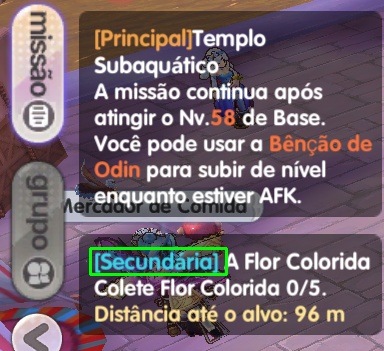 missão
[Principal]Templo
Subaquático
A missão continua após
atingir o Nv.58 de Base.
Você pode usar a Bênção de
Odin para subir de nível
enquanto estiver AFK.
grupo
Mercador de Comida
[Secundária] A Flor Colorida
Colete Flor Colorida 0/5.
Distância até o alvo: 96 m